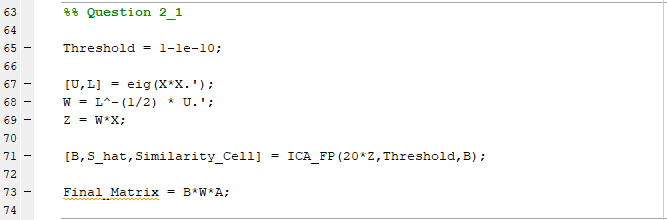 63 %% Question 2_1
64
65 – Threshold = 1-1e-10;
66
67 – [U,L] = eig(X*X.');
68 – W = L^-(1/2) * U.';
69 – Z = W*X;
70
71 – [B,S_hat,Similarity_Cell] = ICA_FP(20*Z,Threshold,B);
72
73 – Final_Matrix = B*W*A;
74